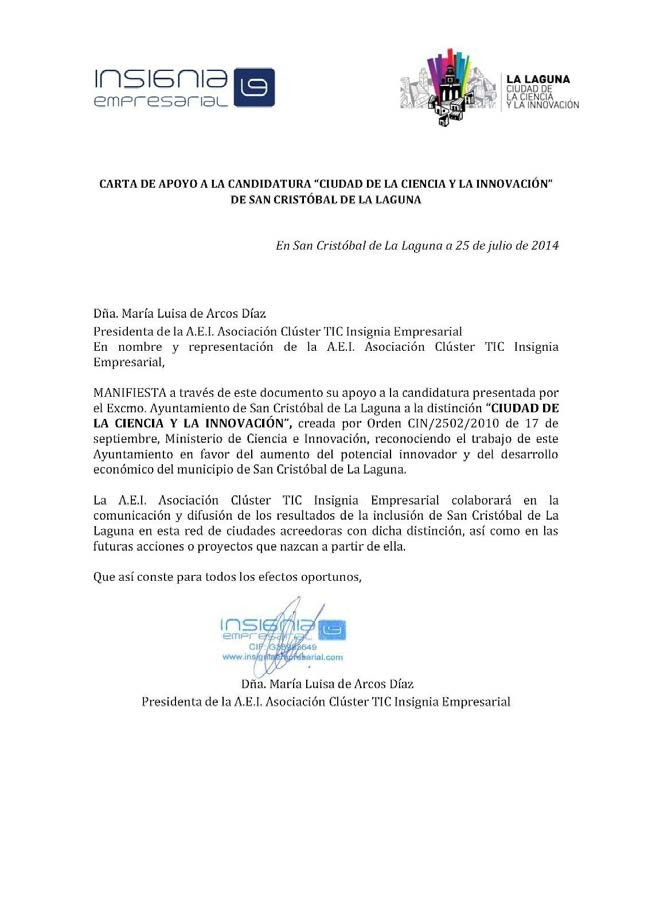 INSIGNIA
empresarial
LA LAGUNA
CIUDAD DE
LA CIENCIA
Y LA INNOVACIÓN
CARTA DE APOYO A LA CANDIDATURA “CIUDAD DE LA CIENCIA Y LA INNOVACIÓN”
DE SAN CRISTÓBAL DE LA LAGUNA
En San Cristóbal de La Laguna a 25 de julio de 2014
Dña. María Luisa de Arcos Díaz
Presidenta de la A.E.I. Asociación Clúster TIC Insignia Empresarial
En nombre y representación de la A.E.I. Asociación Clúster TIC Insignia
Empresarial,
MANIFIESTA a través de este documento su apoyo a la candidatura presentada por
el Excmo. Ayuntamiento de San Cristóbal de La Laguna a la distinción “CIUDAD DE
LA CIENCIA Y LA INNOVACIÓN”, creada por Orden CIN/2502/2010 de 17 de
septiembre, Ministerio de Ciencia e Innovación, reconociendo el trabajo de este
Ayuntamiento en favor del aumento del potencial innovador y del desarrollo
económico del municipio de San Cristóbal de La Laguna.
La A.E.I. Asociación Clúster TIC Insignia Empresarial colaborará en la
comunicación y difusión de los resultados de la inclusión de San Cristóbal de La
Laguna en esta red de ciudades acreedoras con dicha distinción, así como en las
futuras acciones o proyectos que nazcan a partir de ella.
Que así conste para todos los efectos oportunos,
INSIGNIA
empresarial
CIF:
www.insigniaempresarial.com
Dña. María Luisa de Arcos Díaz
Presidenta de la A.E.I. Asociación Clúster TIC Insignia Empresarial